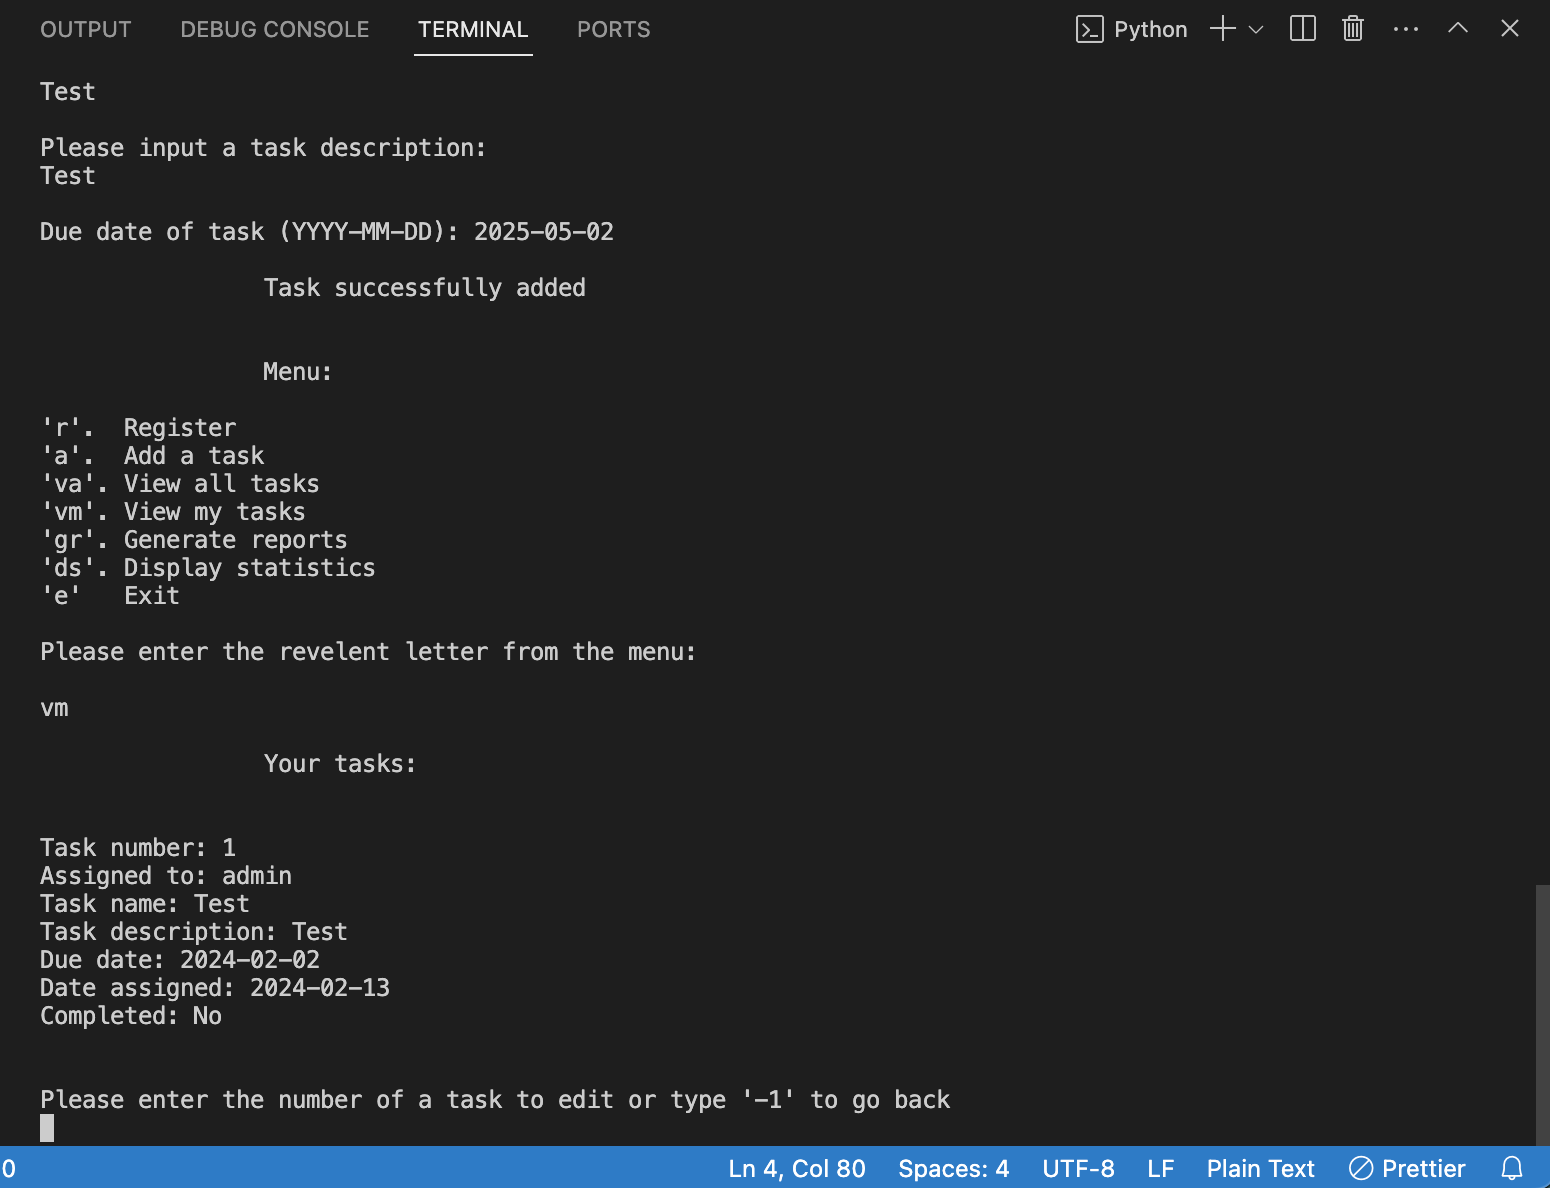 OUTPUT DEBUG CONSOLE TERMINAL PORTS Python
Test
Please input a task description:
Test
Due date of task (YYYY-MM-DD): 2025-05-02
Task successfully added
Menu:
'r'. Register
'a'. Add a task
'va'. View all tasks
'vm'. View my tasks
'gr'. Generate reports
'ds'. Display statistics
'e' Exit
Please enter the revelent letter from the menu:
vm
Your tasks:
Task number: 1
Assigned to: admin
Task name: Test
Task description: Test
Due date: 2024-02-02
Date assigned: 2024-02-13
Completed: No
Please enter the number of a task to edit or type '-1' to go back
0 Ln 4, Col 80 Spaces: 4 UTF-8 LF Plain Text Prettier